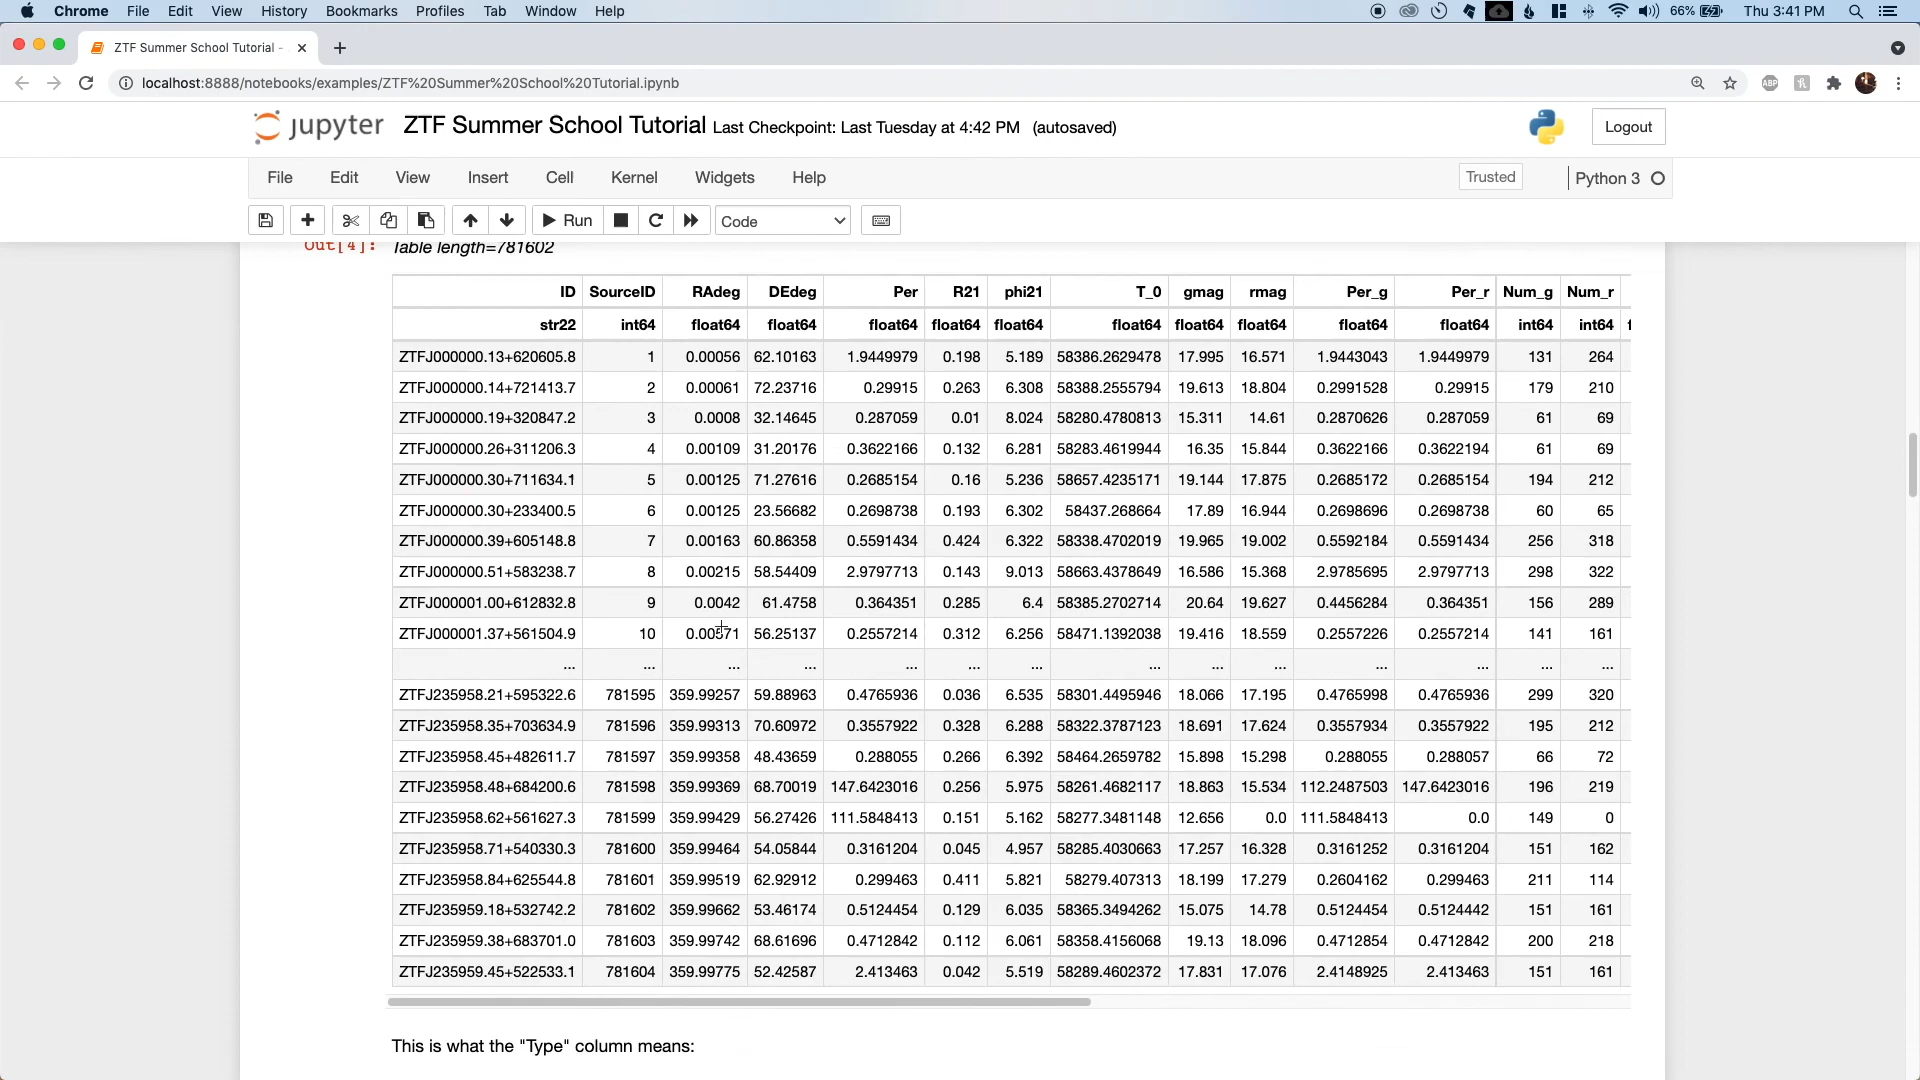 Chrome File Edit View History Bookmarks Profiles Tab Window Help 66% Thu 3:41 PM
ZTF Summer School Tutorial -
localhost:8888/notebooks/examples/ZTF%20Summer%20School%20Tutorial.ipynb ABP
jupyter ZTF Summer School Tutorial Last Checkpoint: Last Tuesday at 4:42 PM (autosaved) Logout
File Edit View Insert Cell Kernel Widgets Help Trusted Python 3
Run Code
Out[4]: Table length=781602
ID SourceID RAdeg DEdeg Per R21 phi21 T_0 gmag rmag Per_g Per_r Num_g Num_r
str22 int64 float64 float64 float64 float64 float64 float64 float64 float64 float64 float64 int64 int64 f
ZTFJ000000.13+620605.8 1 0.00056 62.10163 1.9449979 0.198 5.189 58386.2629478 17.995 16.571 1.9443043 1.9449979 131 264
ZTFJ000000.14+721413.7 2 0.00061 72.23716 0.29915 0.263 6.308 58388.2555794 19.613 18.804 0.2991528 0.29915 179 210
ZTFJ000000.19+320847.2 3 0.0008 32.14645 0.287059 0.01 8.024 58280.4780813 15.311 14.61 0.2870626 0.287059 61 69
ZTFJ000000.26+311206.3 4 0.00109 31.20176 0.3622166 0.132 6.281 58283.4619944 16.35 15.844 0.3622166 0.3622194 61 69
ZTFJ000000.30+711634.1 5 0.00125 71.27616 0.2685154 0.16 5.236 58657.4235171 19.144 17.875 0.2685172 0.2685154 194 212
ZTFJ000000.30+233400.5 6 0.00125 23.56682 0.2698738 0.193 6.302 58437.268664 17.89 16.944 0.2698696 0.2698738 60 65
ZTFJ000000.39+605148.8 7 0.00163 60.86358 0.5591434 0.424 6.322 58338.4702019 19.965 19.002 0.5592184 0.5591434 256 318
ZTFJ000000.51+583238.7 8 0.00215 58.54409 2.9797713 0.143 9.013 58663.4378649 16.586 15.368 2.9785695 2.9797713 298 322
ZTFJ000001.00+612832.8 9 0.0042 61.4758 0.364351 0.285 6.4 58385.2702714 20.64 19.627 0.4456284 0.364351 156 289
ZTFJ000001.37+561504.9 10 0.00571 56.25137 0.2557214 0.312 6.256 58471.1392038 19.416 18.559 0.2557226 0.2557214 141 161
... ... ... ... ... ... ... ... ... ... ... ... ... ...
ZTFJ235958.21+595322.6 781595 359.99257 59.88963 0.4765936 0.036 6.535 58301.4495946 18.066 17.195 0.4765998 0.4765936 299 320
ZTFJ235958.35+703634.9 781596 359.99313 70.60972 0.3557922 0.328 6.288 58322.3787123 18.691 17.624 0.3557934 0.3557922 195 212
ZTFJ235958.45+482611.7 781597 359.99358 48.43659 0.288055 0.266 6.392 58464.2659782 15.898 15.298 0.288055 0.288057 66 72
ZTFJ235958.48+684200.6 781598 359.99369 68.70019 147.6423016 0.256 5.975 58261.4682117 18.863 15.534 112.2487503 147.6423016 196 219
ZTFJ235958.62+561627.3 781599 359.99429 56.27426 111.5848413 0.151 5.162 58277.3481148 12.656 0.0 111.5848413 0.0 149 0
ZTFJ235958.71+540330.3 781600 359.99464 54.05844 0.3161204 0.045 4.957 58285.4030663 17.257 16.328 0.3161252 0.3161204 151 162
ZTFJ235958.84+625544.8 781601 359.99519 62.92912 0.299463 0.411 5.821 58279.407313 18.199 17.279 0.2604162 0.299463 211 114
ZTFJ235959.18+532742.2 781602 359.99662 53.46174 0.5124454 0.129 6.035 58365.3494262 15.075 14.78 0.5124454 0.5124442 151 161
ZTFJ235959.38+683701.0 781603 359.99742 68.61696 0.4712842 0.112 6.061 58358.4156068 19.13 18.096 0.4712854 0.4712842 200 218
ZTFJ235959.45+522533.1 781604 359.99775 52.42587 2.413463 0.042 5.519 58289.4602372 17.831 17.076 2.4148925 2.413463 151 161
This is what the "Type" column means: